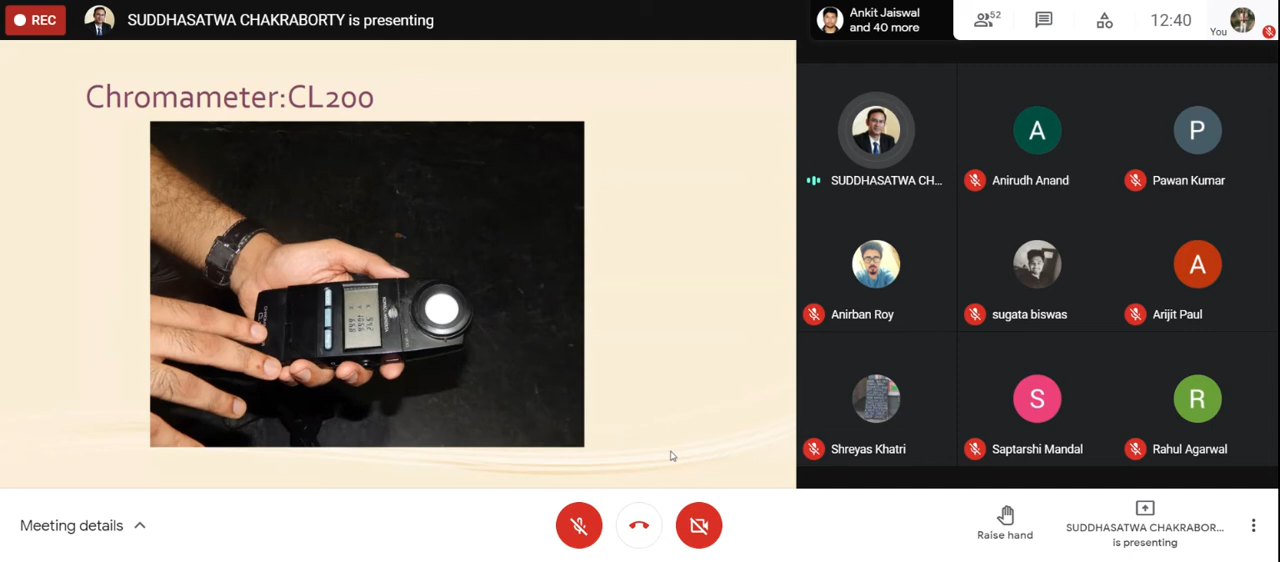 REC
SUDDHASATWA CHAKRABORTY is presenting
Ankit Jaiswal
and 40 more
52
12:40
You
Chromameter:CL200
SUDDHASATWA CH...
A
Anirudh Anand
P
Pawan Kumar
Anirban Roy
sugata biswas
A
Arijit Paul
Shreyas Khatri
S
Saptarshi Mandal
R
Rahul Agarwal
Meeting details
Raise hand
SUDDHASATWA CHAKRABOR...
is presenting